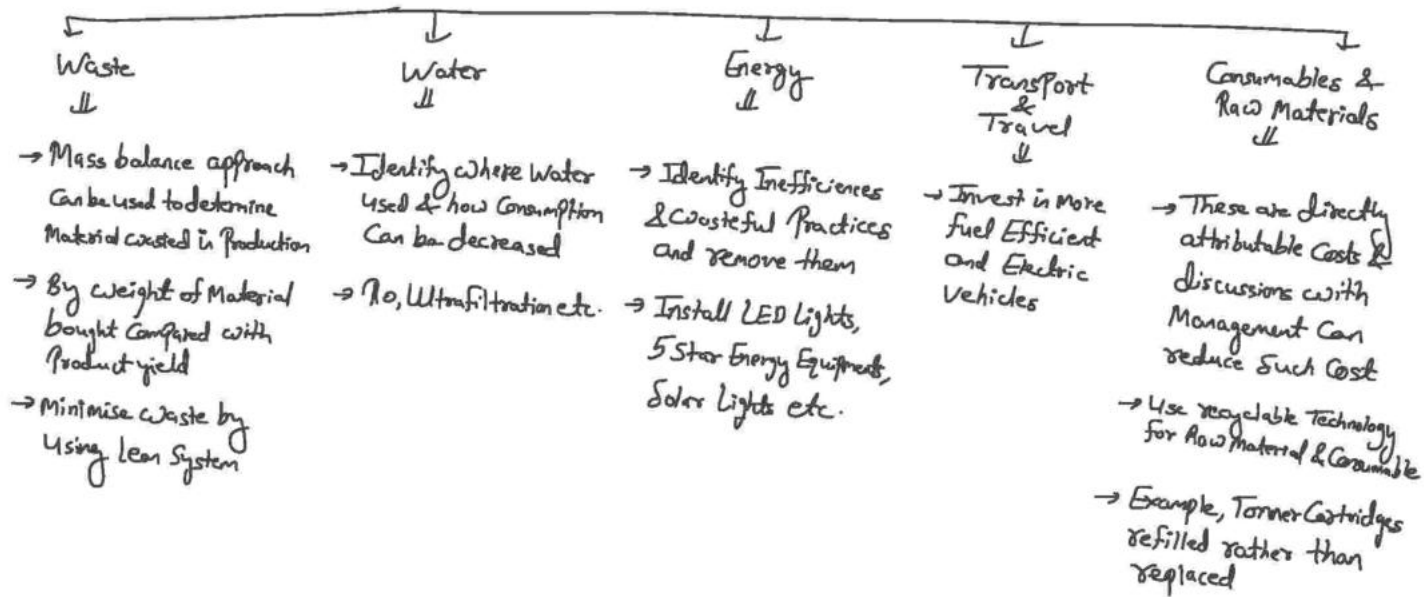 Waste
→ Mass balance approach
Can be used to determine
Material wasted in Production
→ By weight of Material
bought Compared with
Product yield
→ Minimise waste by
Using Lean System
Water
→ Identify where Water
used & how Consumption
Can be decreased
→ RO, Ultrafiltration etc.
Energy
→ Identify Inefficiences
& wasteful Practices
and remove them
→ Install LED Lights,
5 Star Energy Equipments,
Solar Lights etc.
Transport
&
Travel
→ Invest in More
fuel Efficient
and Electric
Vehicles
Consumables &
Raw Materials
→ These are directly
attributable Costs &
discussions with
Management Can
reduce Such Cost
→ Use recyclable Technology
for Raw Material & Consumable
→ Example, Tonner Cartridges
refilled rather than
replaced